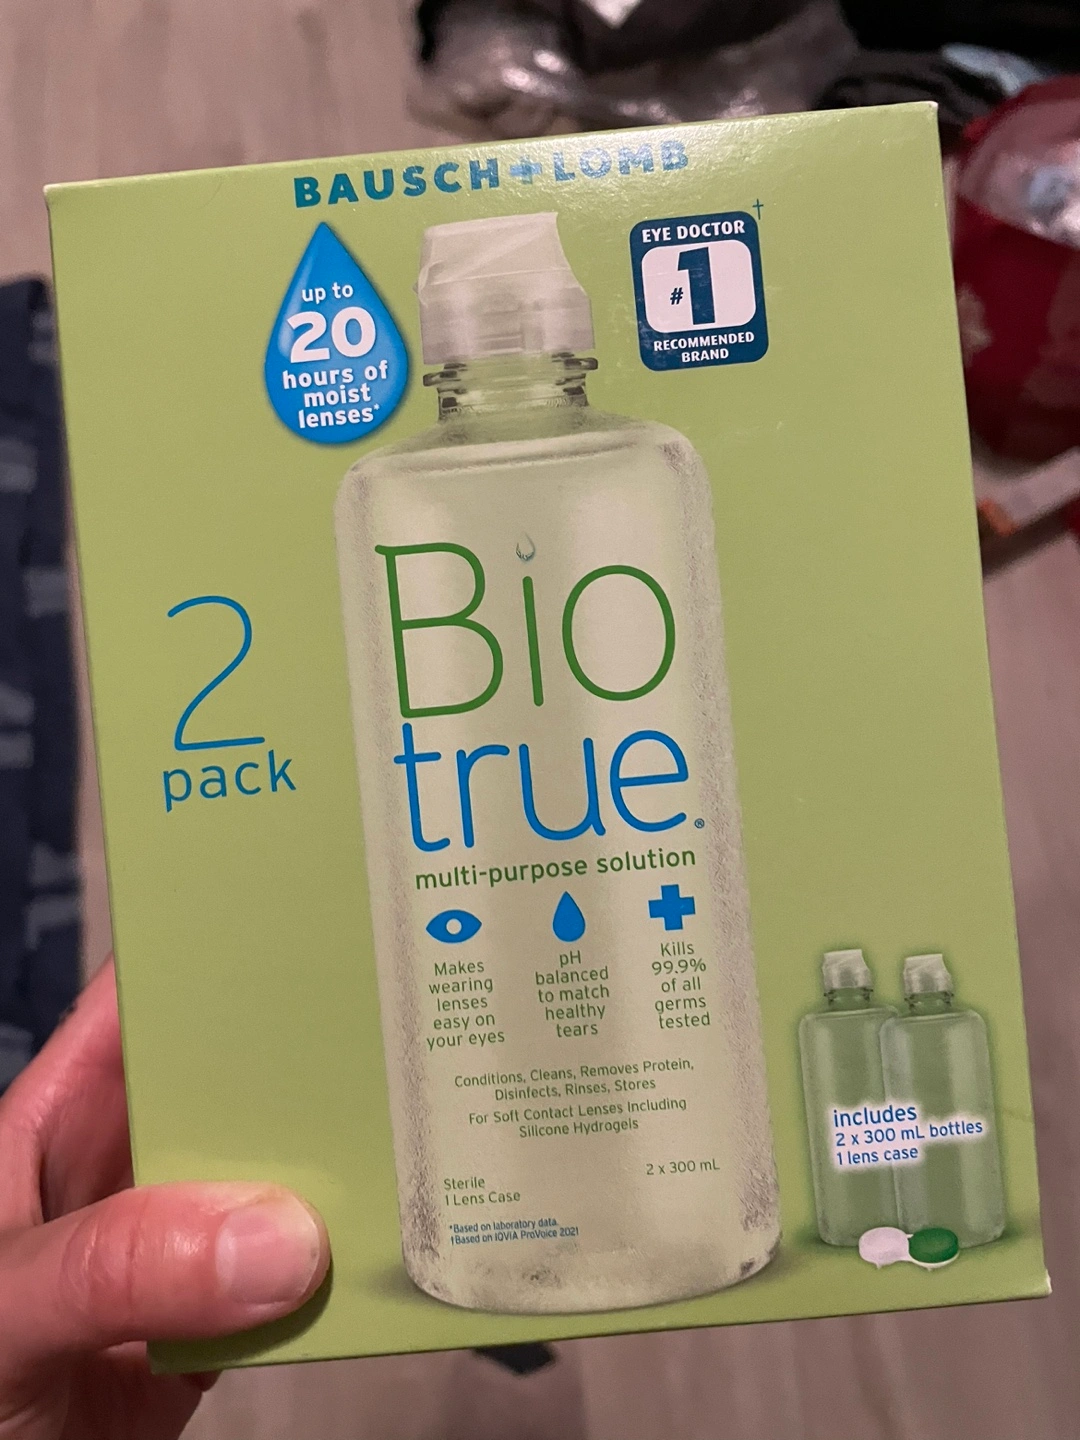 BAUSCH + LOMB
up to
20
hours of
moist
lenses*
EYE DOCTOR †
#1
RECOMMENDED
BRAND
2
pack
Bio
true®
multi-purpose solution
Makes
wearing
lenses
easy on
your eyes
pH
balanced
to match
healthy
tears
Kills
99.9%
of all
germs
tested
Conditions, Cleans, Removes Protein,
Disinfects, Rinses, Stores
For Soft Contact Lenses Including
Silicone Hydrogels
2 x 300 mL
Sterile
1 Lens Case
*Based on laboratory data.
†Based on IQVIA ProVoice 2021
includes
2 x 300 mL bottles
1 lens case